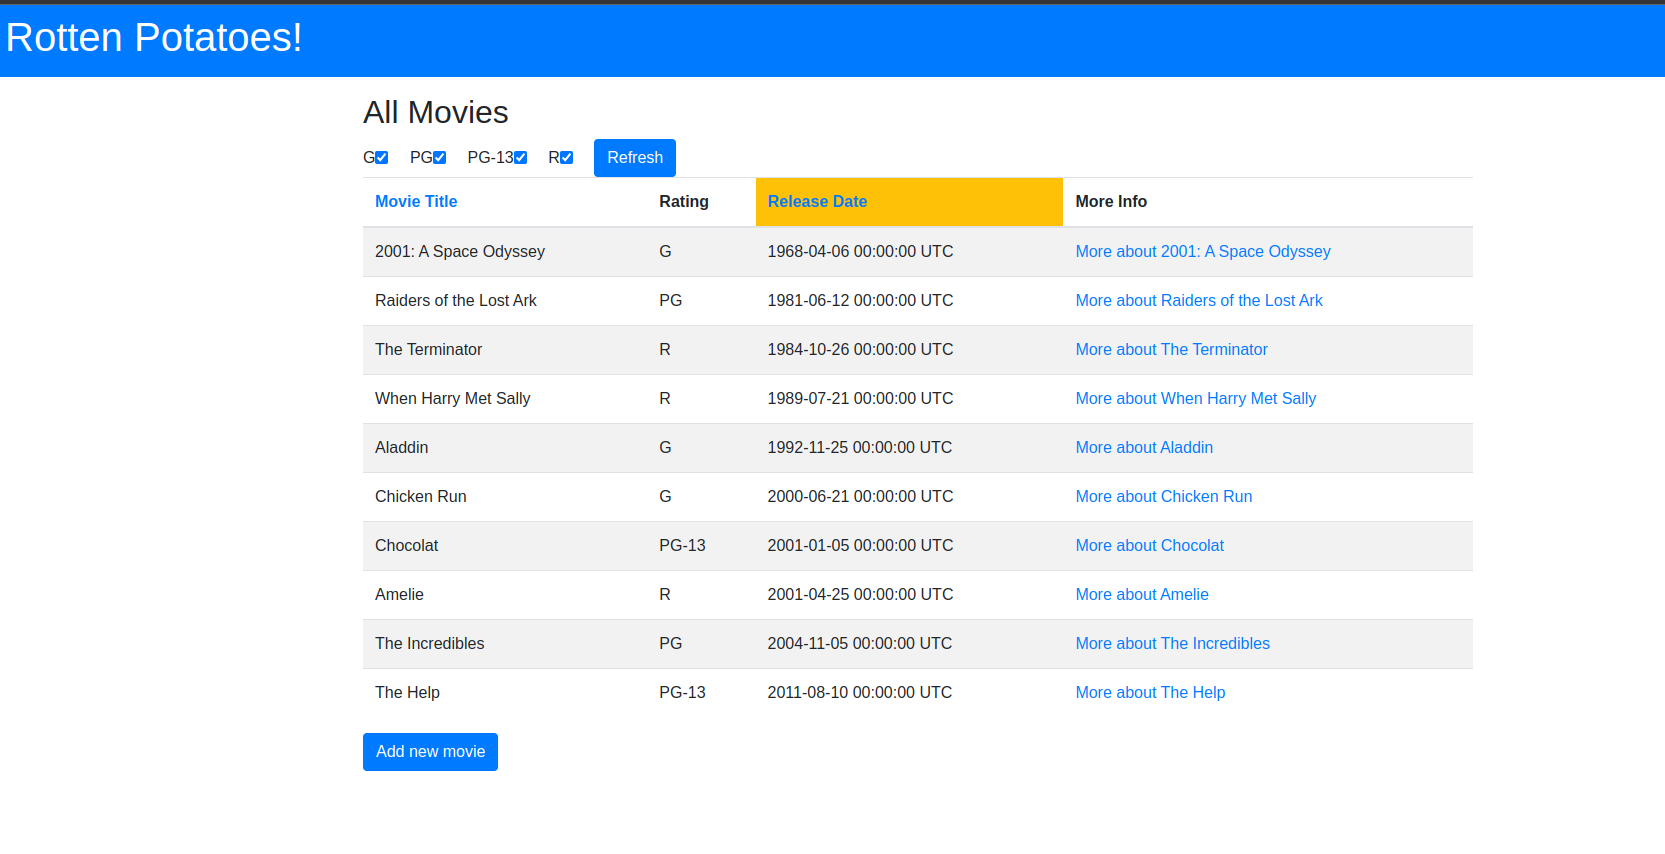 Rotten Potatoes!
All Movies
G PG PG-13 R Refresh
Movie Title Rating Release Date More Info
2001: A Space Odyssey G 1968-04-06 00:00:00 UTC More about 2001: A Space Odyssey
Raiders of the Lost Ark PG 1981-06-12 00:00:00 UTC More about Raiders of the Lost Ark
The Terminator R 1984-10-26 00:00:00 UTC More about The Terminator
When Harry Met Sally R 1989-07-21 00:00:00 UTC More about When Harry Met Sally
Aladdin G 1992-11-25 00:00:00 UTC More about Aladdin
Chicken Run G 2000-06-21 00:00:00 UTC More about Chicken Run
Chocolat PG-13 2001-01-05 00:00:00 UTC More about Chocolat
Amelie R 2001-04-25 00:00:00 UTC More about Amelie
The Incredibles PG 2004-11-05 00:00:00 UTC More about The Incredibles
The Help PG-13 2011-08-10 00:00:00 UTC More about The Help
Add new movie